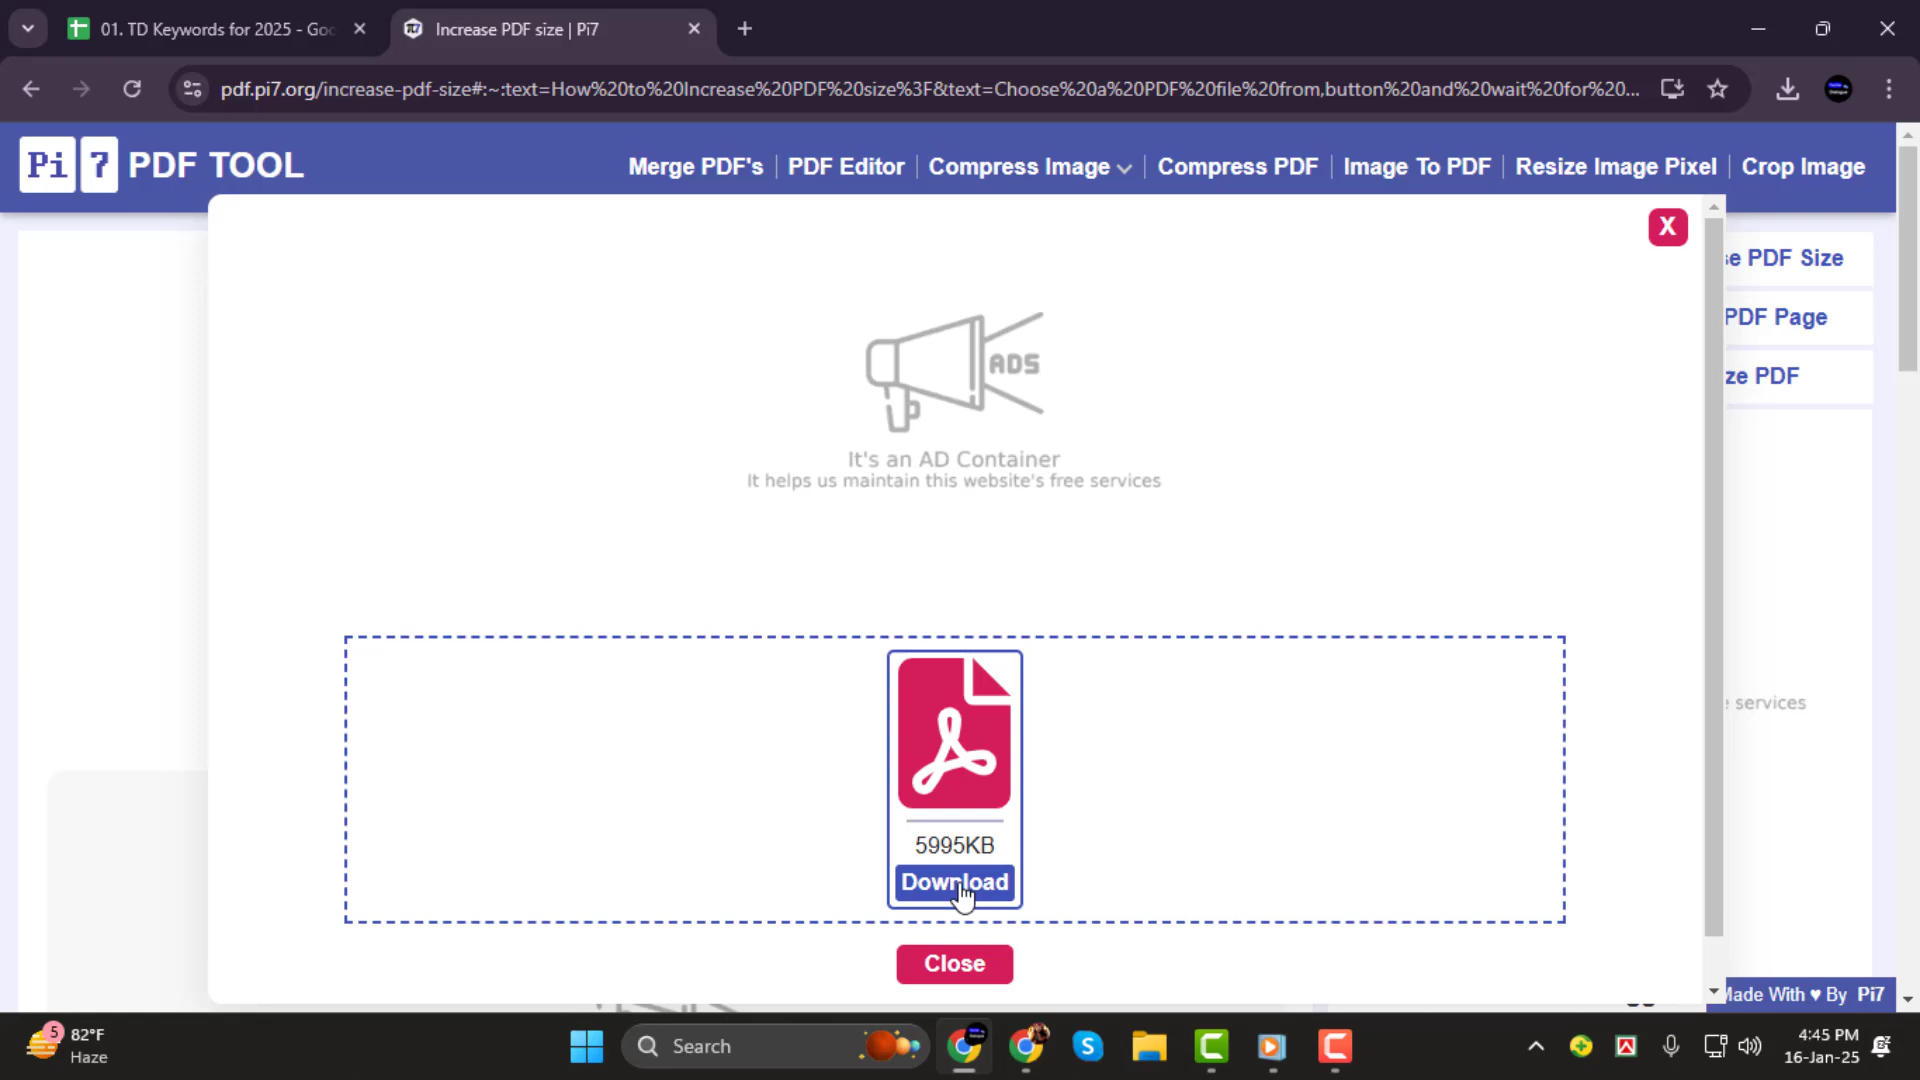 01. TD Keywords for 2025 - Goo
Increase PDF size | Pi7
pdf.pi7.org/increase-pdf-size#:~:text=How%20to%20Increase%20PDF%20size%3F&text=Choose%20a%20PDF%20file%20from,button%20and%20wait%20for%20...
Pi 7 PDF TOOL
Merge PDF's PDF Editor Compress Image Compress PDF Image To PDF Resize Image Pixel Crop Image
X
se PDF Size
PDF Page
ze PDF
ADS
It's an AD Container
It helps us maintain this website's free services
services
5995KB
Download
Close
Made With ♥ By Pi7
5
82°F
Haze
Search
4:45 PM
16-Jan-25